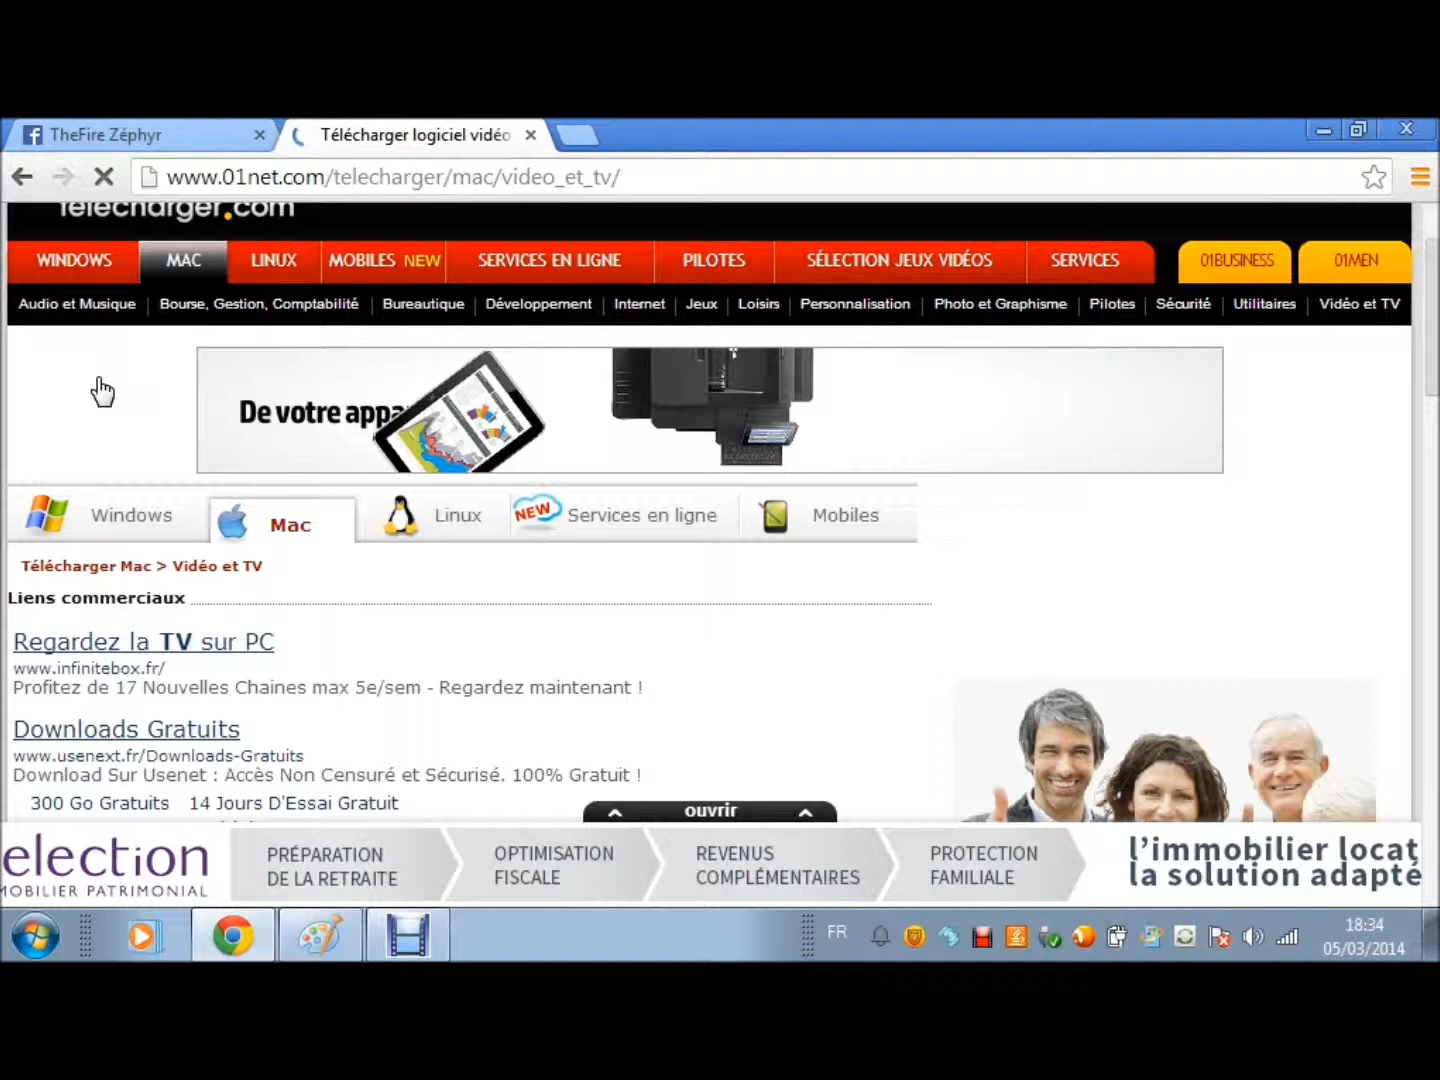 TheFire Zéphyr
Télécharger logiciel vidéo
www.01net.com/telecharger/mac/video_et_tv/
telecharger.com
WINDOWS MAC LINUX MOBILES NEW SERVICES EN LIGNE PILOTES SÉLECTION JEUX VIDÉOS SERVICES 01BUSINESS 01MEN
Audio et Musique Bourse, Gestion, Comptabilité Bureautique Développement Internet Jeux Loisirs Personnalisation Photo et Graphisme Pilotes Sécurité Utilitaires Vidéo et TV
De votre appa
Windows Mac Linux NEW Services en ligne Mobiles
Télécharger Mac > Vidéo et TV
Liens commerciaux
Regardez la TV sur PC
www.infinitebox.fr/
Profitez de 17 Nouvelles Chaines max 5e/sem - Regardez maintenant !
Downloads Gratuits
www.usenext.fr/Downloads-Gratuits
Download Sur Usenet : Accès Non Censuré et Sécurisé. 100% Gratuit !
300 Go Gratuits 14 Jours D'Essai Gratuit
ouvrir
election
MOBILIER PATRIMONIAL
PRÉPARATION
DE LA RETRAITE
OPTIMISATION
FISCALE
REVENUS
COMPLÉMENTAIRES
PROTECTION
FAMILIALE
l'immobilier locat
la solution adapté
FR
18:34
05/03/2014